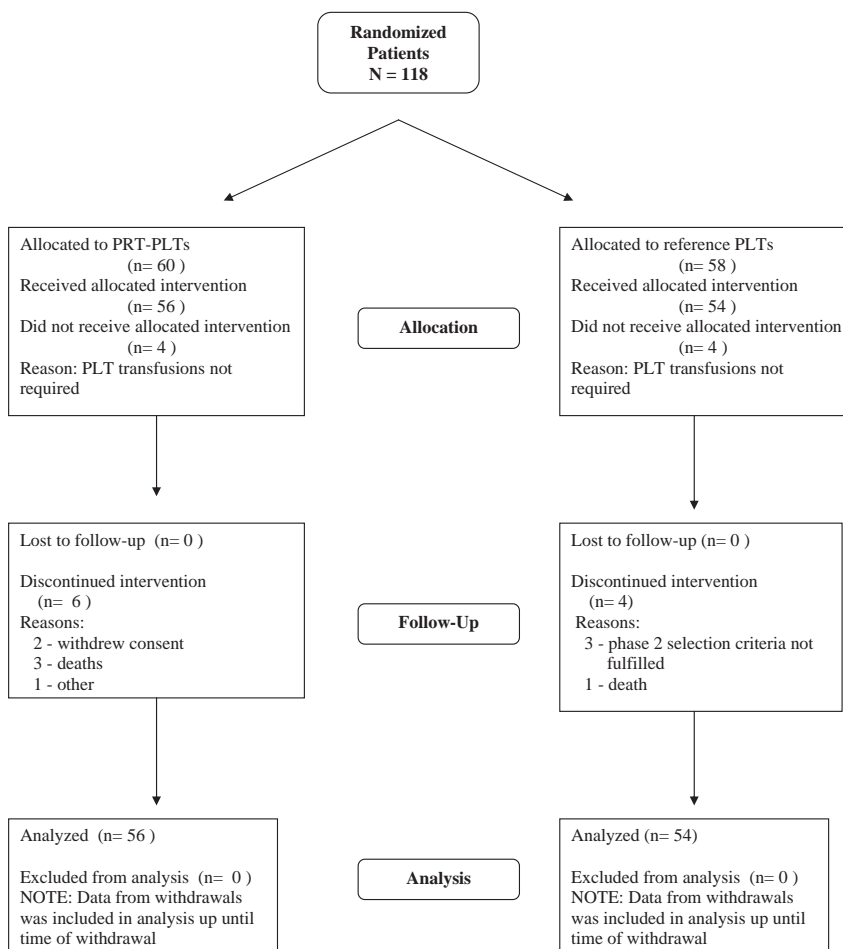 Randomized
Patients
N = 118
Allocated to PRT-PLTs
(n= 60 )
Received allocated intervention
(n= 56)
Did not receive allocated intervention
(n= 4 )
Reason: PLT transfusions not
required
Allocation
Allocated to reference PLTs
(n= 58 )
Received allocated intervention
(n= 54)
Did not receive allocated intervention
(n= 4 )
Reason: PLT transfusions not
required
Lost to follow-up (n= 0 )
Discontinued intervention
(n= 6 )
Reasons:
2 - withdrew consent
3 - deaths
1 - other
Follow-Up
Lost to follow-up (n= 0 )
Discontinued intervention
(n= 4)
Reasons:
3 - phase 2 selection criteria not
fulfilled
1 - death
Analyzed (n= 56 )
Excluded from analysis (n= 0 )
NOTE: Data from withdrawals
was included in analysis up until
time of withdrawal
Analysis
Analyzed (n= 54)
Excluded from analysis (n= 0 )
NOTE: Data from withdrawals
was included in analysis up until
time of withdrawal